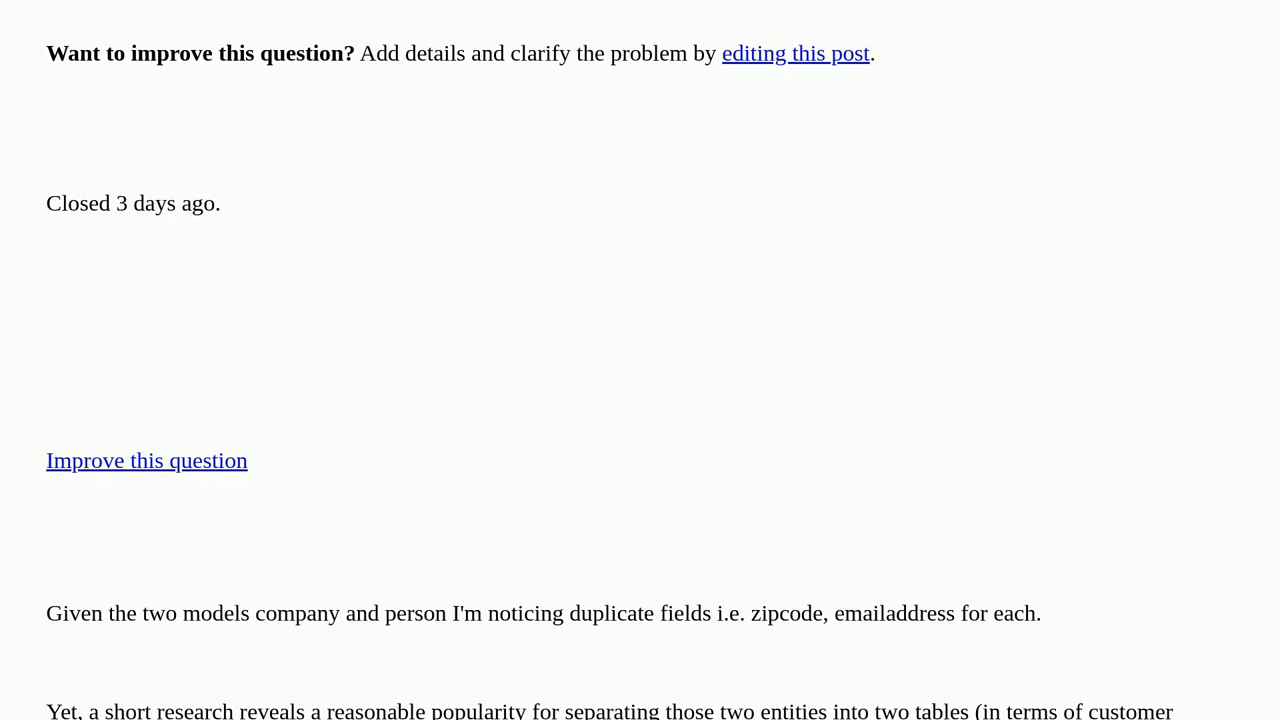 Want to improve this question? Add details and clarify the problem by editing this post.
Closed 3 days ago.
Improve this question
Given the two models company and person I'm noticing duplicate fields i.e. zipcode, emailaddress for each.
Yet, a short research reveals a reasonable popularity for separating those two entities into two tables (in terms of customer